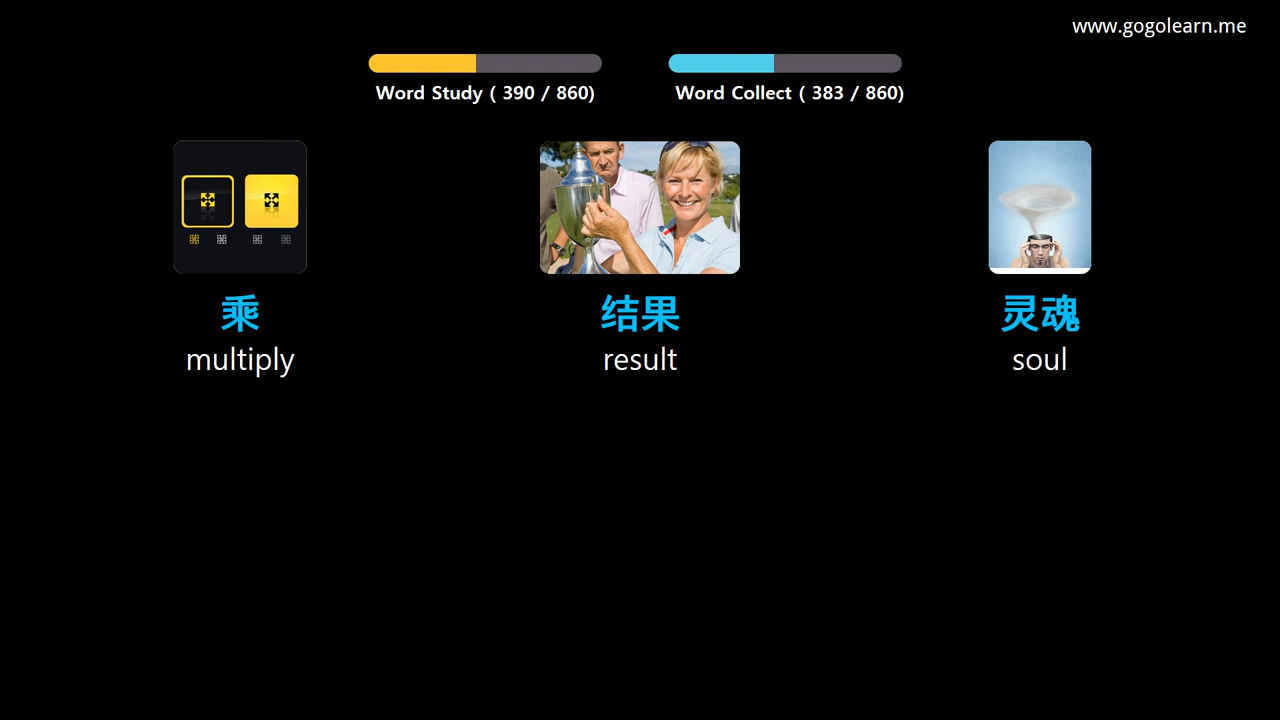 www.gogolearn.me
Word Study ( 390 / 860)
Word Collect ( 383 / 860)
乘
结果
灵魂
multiply
result
soul